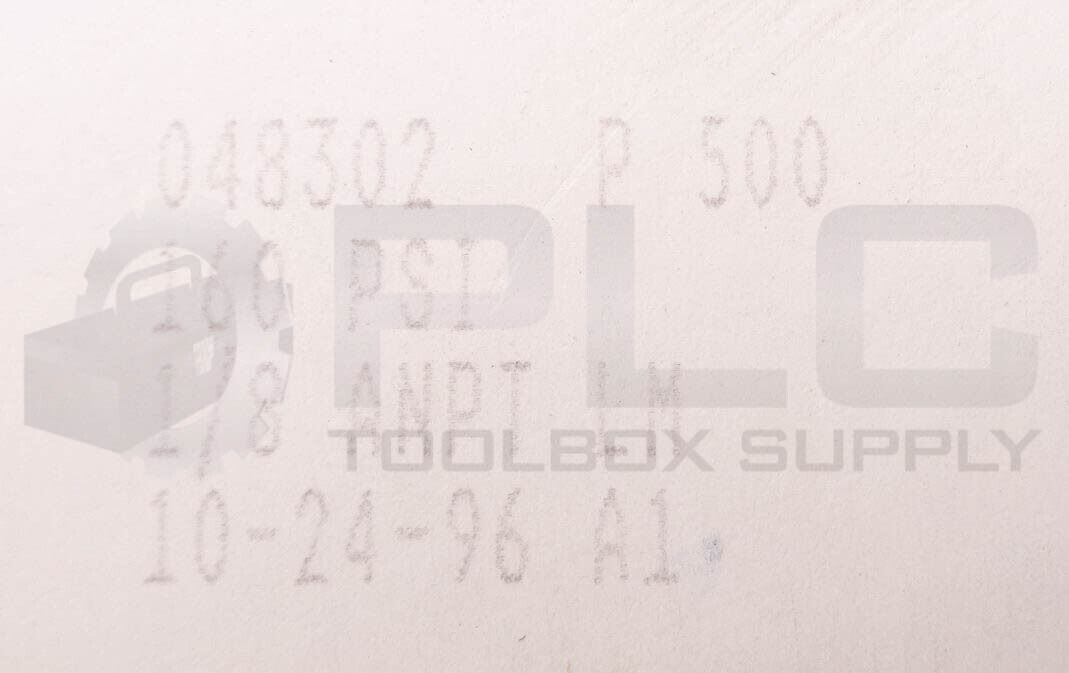 048302 P 500
160 PSI
1/8 ANPT LM
10-24-96 A1
PLC
TOOLBOX SUPPLY